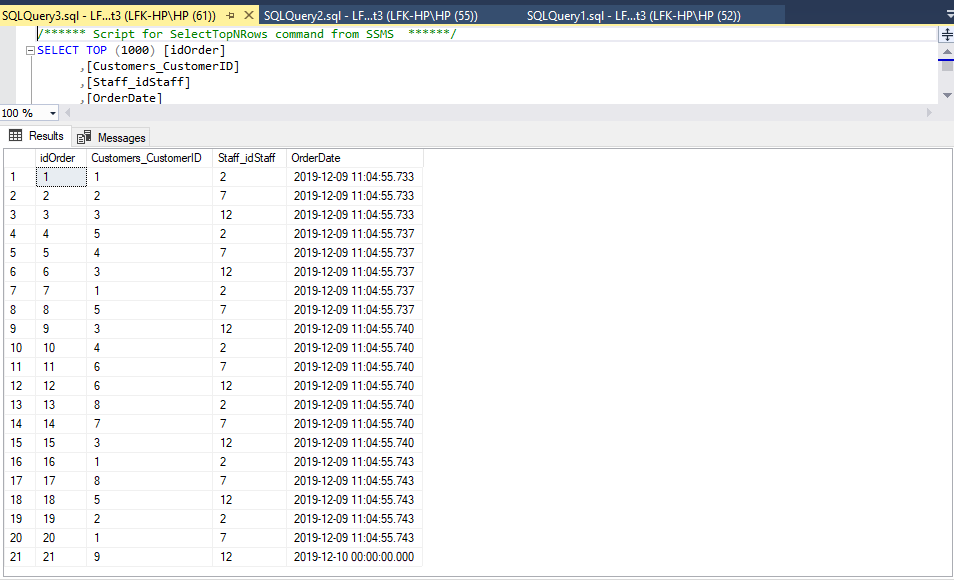 SQLQuery3.sql - LF...t3 (LFK-HP\HP (61)) SQLQuery2.sql - LF...t3 (LFK-HP\HP (55)) SQLQuery1.sql - LF...t3 (LFK-HP\HP (52))
/****** Script for SelectTopNRows command from SSMS ******/
SELECT TOP (1000) [idOrder]
,[Customers_CustomerID]
,[Staff_idStaff]
,[OrderDate]
100 %
Results Messages
idOrder Customers_CustomerID Staff_idStaff OrderDate
1 1 1 2 2019-12-09 11:04:55.733
2 2 2 7 2019-12-09 11:04:55.733
3 3 3 12 2019-12-09 11:04:55.733
4 4 5 2 2019-12-09 11:04:55.737
5 5 4 7 2019-12-09 11:04:55.737
6 6 3 12 2019-12-09 11:04:55.737
7 7 1 2 2019-12-09 11:04:55.737
8 8 5 7 2019-12-09 11:04:55.737
9 9 3 12 2019-12-09 11:04:55.740
10 10 4 2 2019-12-09 11:04:55.740
11 11 6 7 2019-12-09 11:04:55.740
12 12 6 12 2019-12-09 11:04:55.740
13 13 8 2 2019-12-09 11:04:55.740
14 14 7 7 2019-12-09 11:04:55.740
15 15 3 12 2019-12-09 11:04:55.740
16 16 1 2 2019-12-09 11:04:55.743
17 17 8 7 2019-12-09 11:04:55.743
18 18 5 12 2019-12-09 11:04:55.743
19 19 2 2 2019-12-09 11:04:55.743
20 20 1 7 2019-12-09 11:04:55.743
21 21 9 12 2019-12-10 00:00:00.000